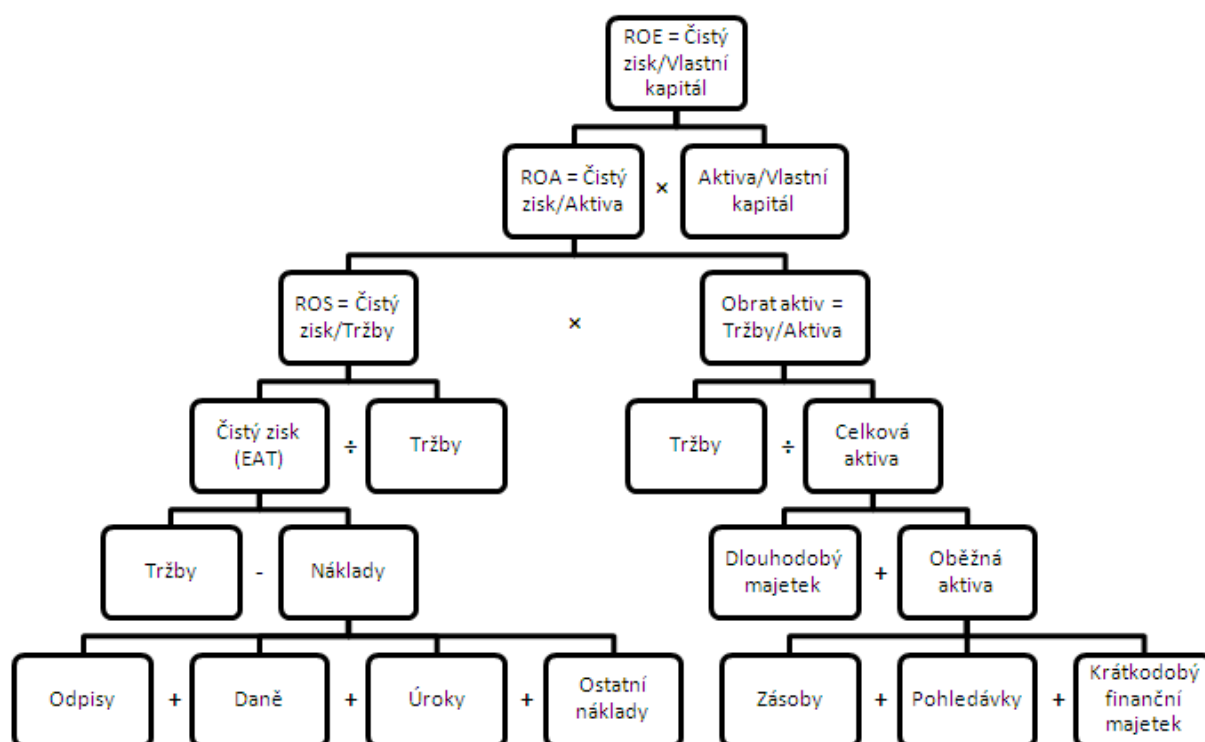 ROE = Čistý
zisk/Vlastní
kapitál
ROA = Čistý
zisk/Aktiva
×
Aktiva/Vlastní
kapitál
ROS = Čistý
zisk/Tržby
×
Obrat aktiv =
Tržby/Aktiva
Čistý zisk
(EAT)
÷
Tržby
Tržby
÷
Celková
aktiva
Tržby
-
Náklady
Dlouhodobý
majetek
+
Oběžná
aktiva
Odpisy
+
Daně
+
Úroky
+
Ostatní
náklady
Zásoby
+
Pohledávky
+
Krátkodobý
finanční
majetek